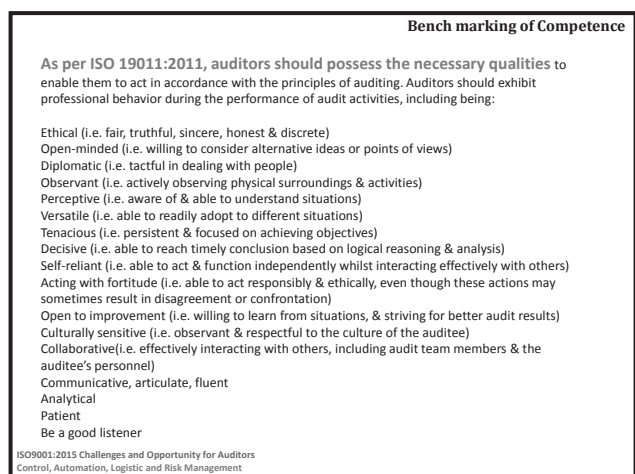 Bench marking of Competence
As per ISO 19011:2011, auditors should possess the necessary qualities to
enable them to act in accordance with the principles of auditing. Auditors should exhibit
professional behavior during the performance of audit activities, including being:
Ethical (i.e. fair, truthful, sincere, honest & discrete)
Open-minded (i.e. willing to consider alternative ideas or points of views)
Diplomatic (i.e. tactful in dealing with people)
Observant (i.e. actively observing physical surroundings & activities)
Perceptive (i.e. aware of & able to understand situations)
Versatile (i.e. able to readily adopt to different situations)
Tenacious (i.e. persistent & focused on achieving objectives)
Decisive (i.e. able to reach timely conclusion based on logical reasoning & analysis)
Self-reliant (i.e. able to act & function independently whilst interacting effectively with others)
Acting with fortitude (i.e. able to act responsibly & ethically, even though these actions may
sometimes result in disagreement or confrontation)
Open to improvement (i.e. willing to learn from situations, & striving for better audit results)
Culturally sensitive (i.e. observant & respectful to the culture of the auditee)
Collaborative(i.e. effectively interacting with others, including audit team members & the
auditee's personnel)
Communicative, articulate, fluent
Analytical
Patient
Be a good listener
ISO9001:2015 Challenges and Opportunity for Auditors
Control, Automation, Logistic and Risk Management